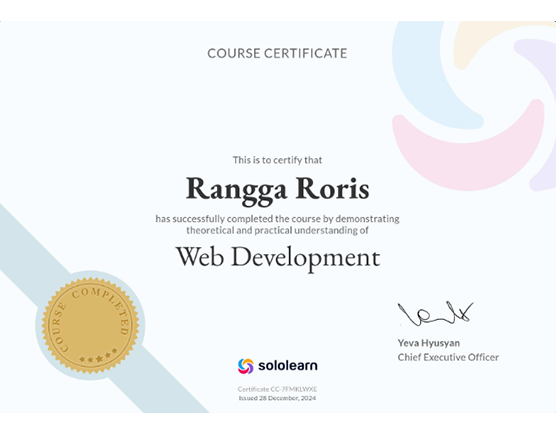 COURSE CERTIFICATE
This is to certify that
Rangga Roris
has successfully completed the course by demonstrating
theoretical and practical understanding of
Web Development
COURSE COMPLETED
Yeva Hyusyan
Chief Executive Officer
sololearn
Certificate CC-7FMKLWXE
Issued 28 December, 2024